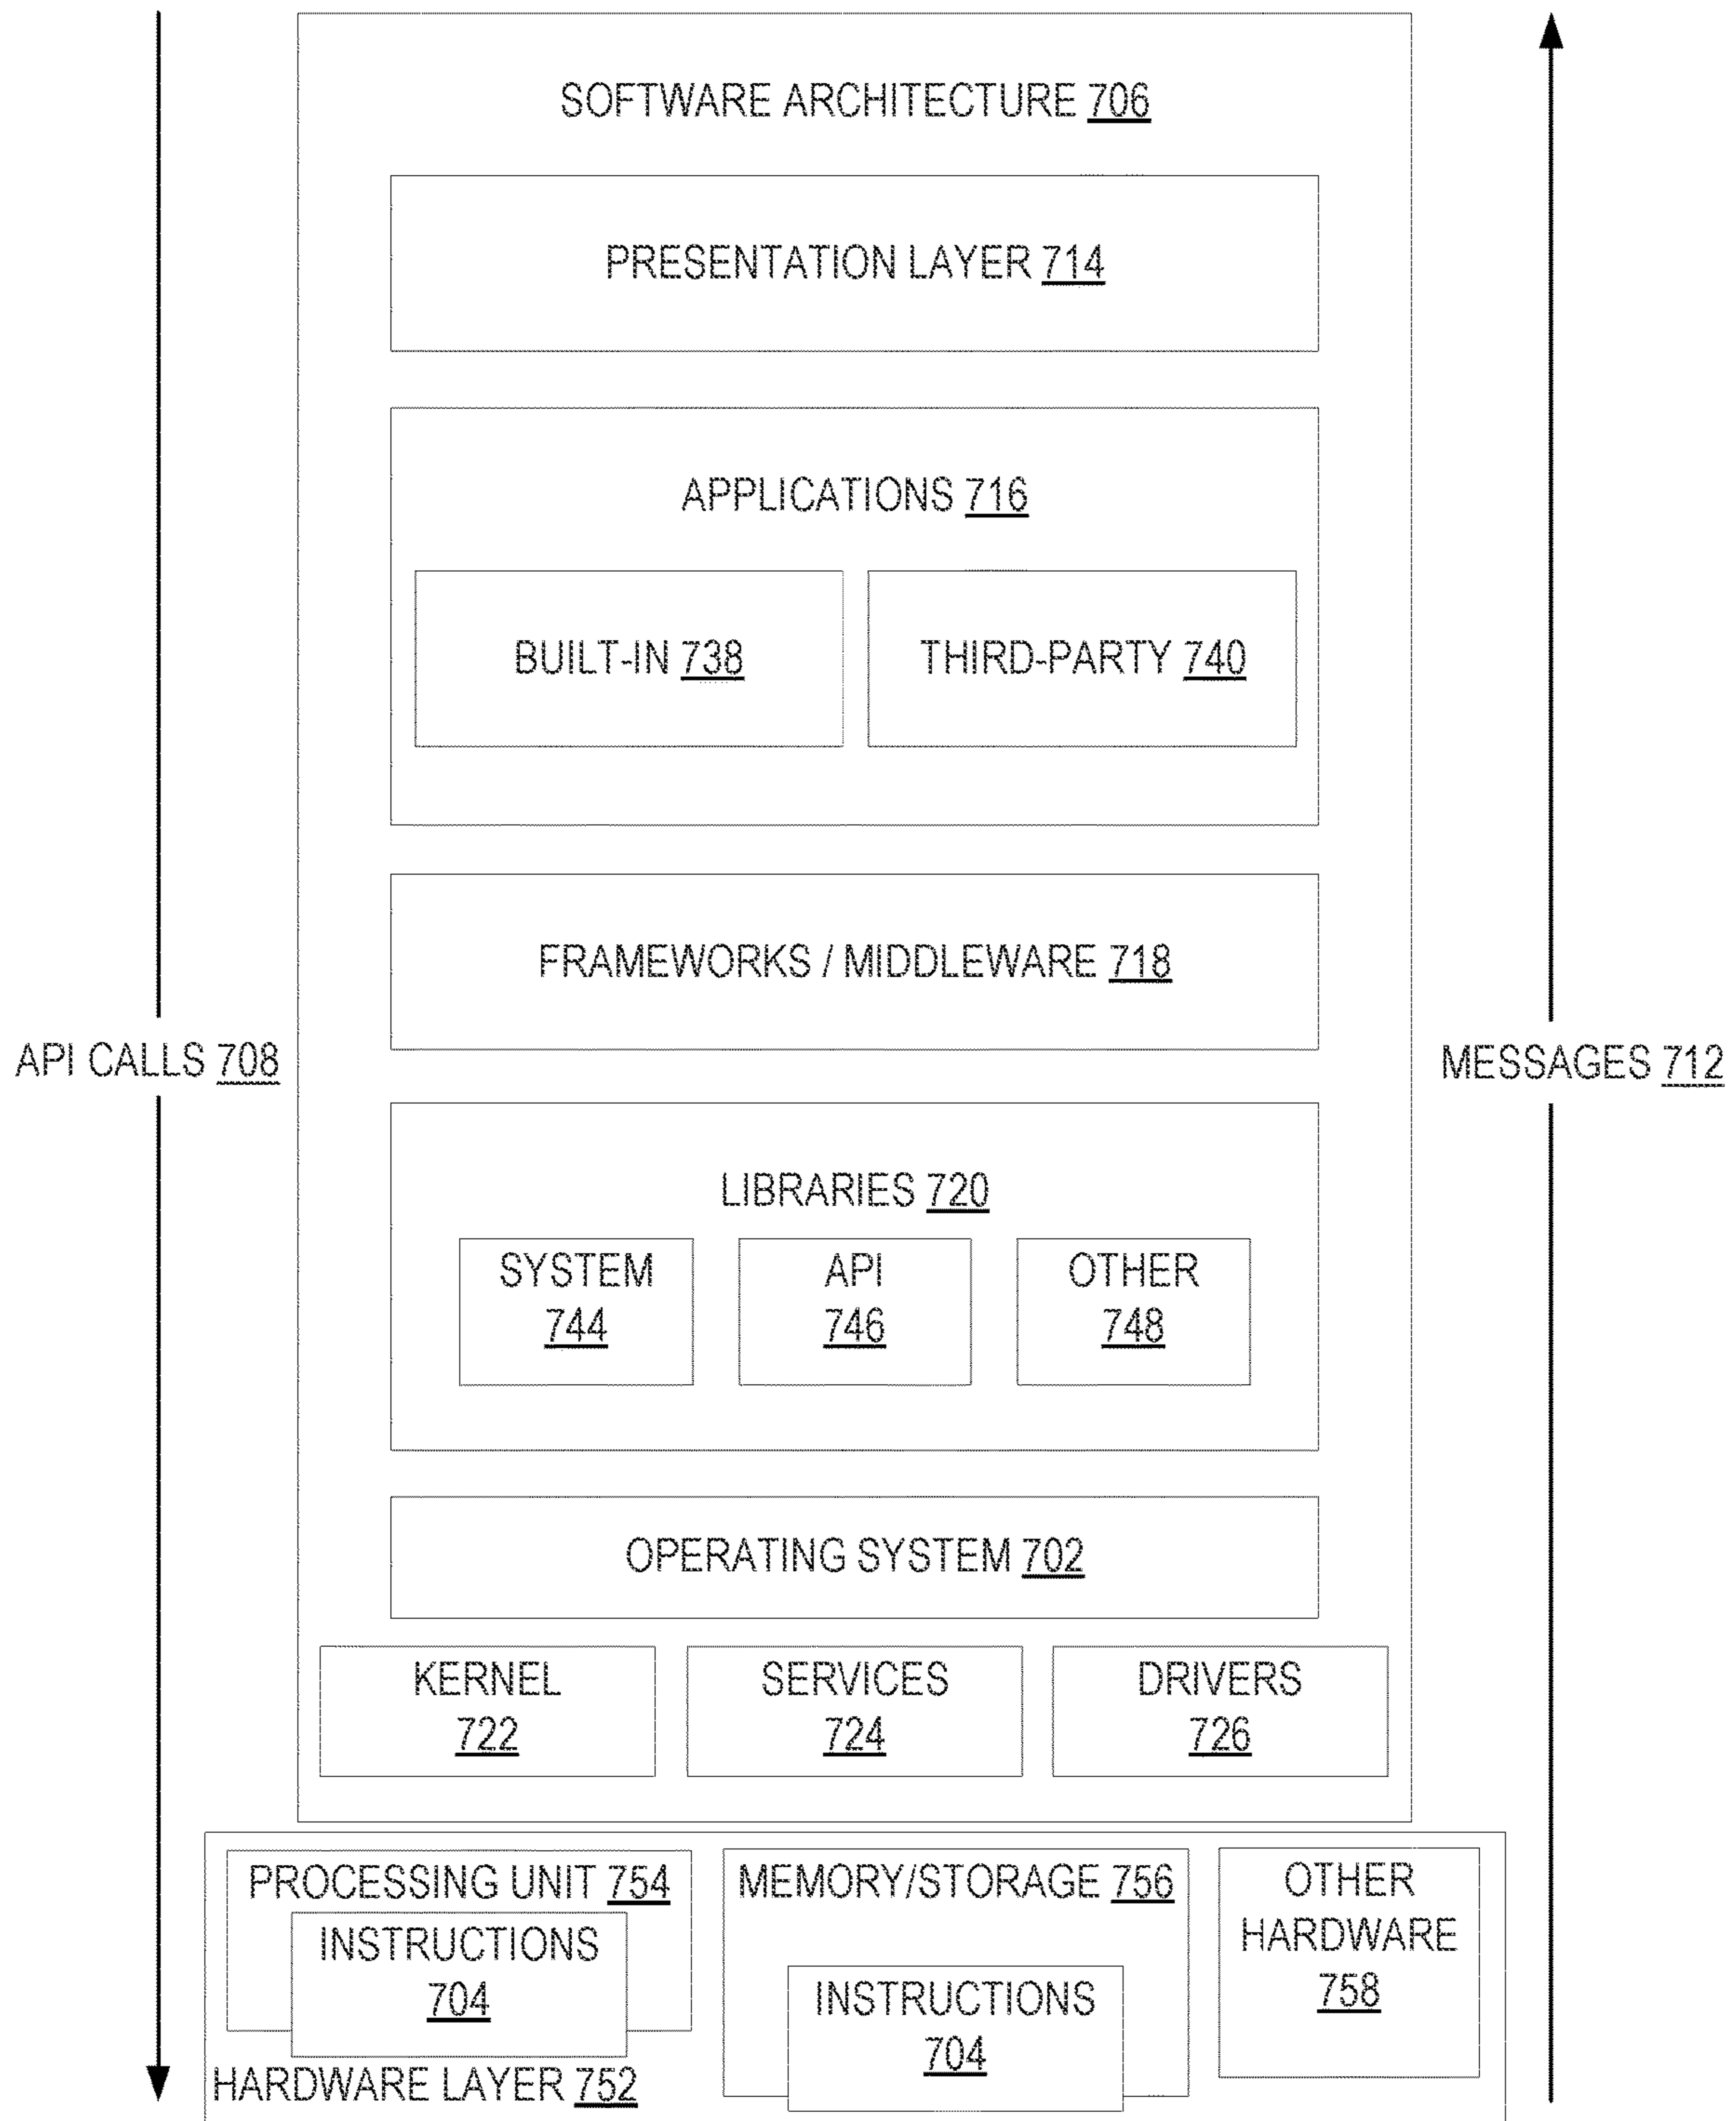 SOFTWARE ARCHITECTURE 706
PRESENTATION LAYER 714
APPLICATIONS 716
BUILT-IN 738
THIRD-PARTY 740
FRAMEWORKS / MIDDLEWARE 718
API CALLS 708
MESSAGES 712
LIBRARIES 720
SYSTEM
744
API
746
OTHER
748
OPERATING SYSTEM 702
KERNEL
722
SERVICES
724
DRIVERS
726
PROCESSING UNIT 754
INSTRUCTIONS
704
MEMORY/STORAGE 756
INSTRUCTIONS
704
OTHER
HARDWARE
758
HARDWARE LAYER 752